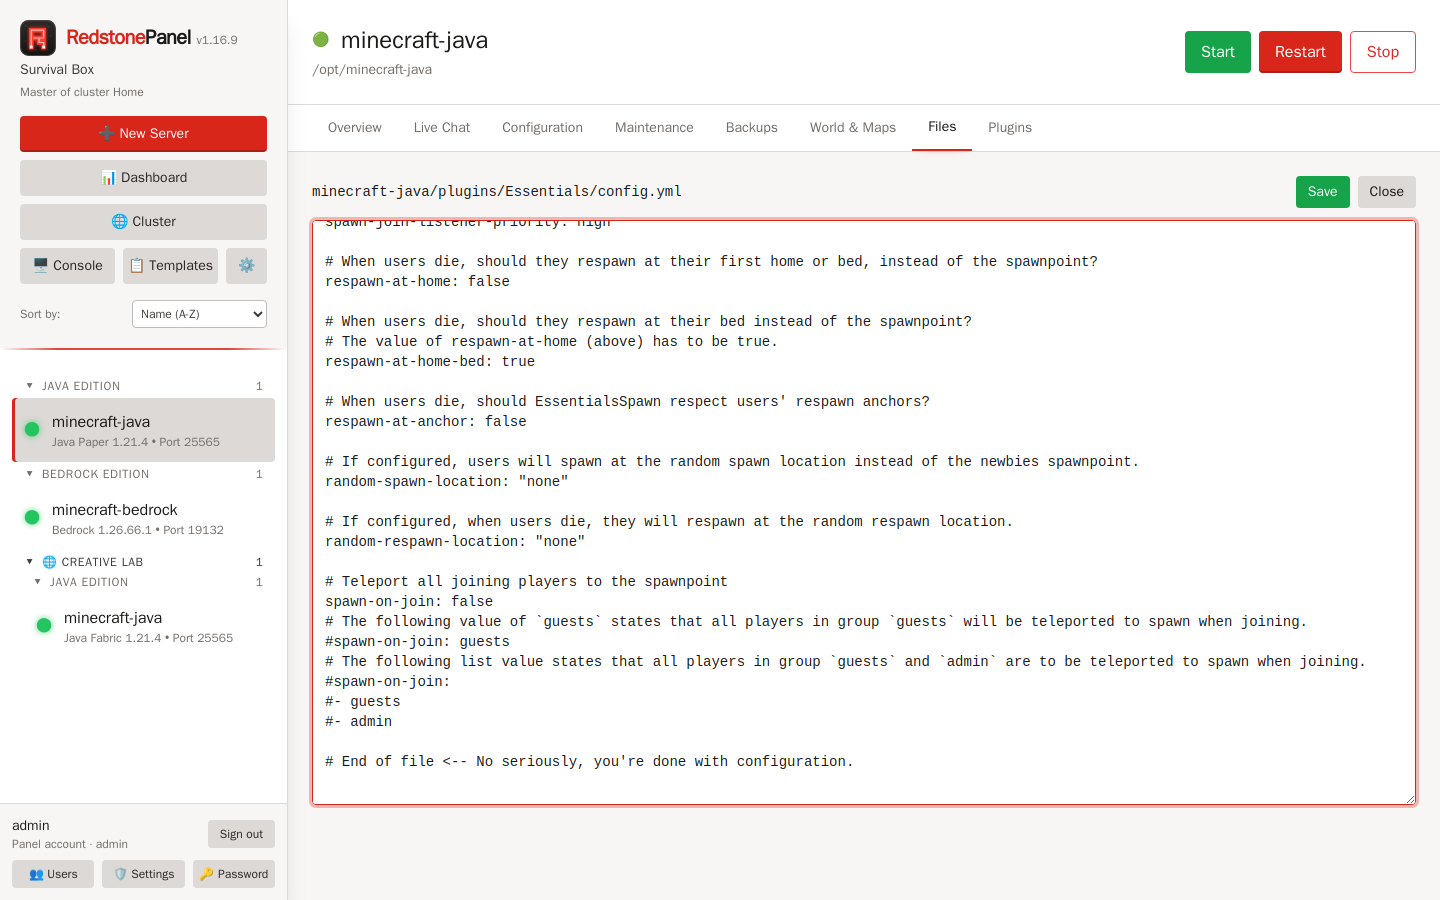 RedstonePanel v1.16.9
Survival Box
Master of cluster Home
➕ New Server
📊 Dashboard
🌐 Cluster
🖥️ Console
📋 Templates
⚙️
Sort by:
Name (A-Z)
▼ JAVA EDITION 1
minecraft-java
Java Paper 1.21.4 • Port 25565
▼ BEDROCK EDITION 1
minecraft-bedrock
Bedrock 1.26.66.1 • Port 19132
▼ 🌐 CREATIVE LAB 1
▼ JAVA EDITION 1
minecraft-java
Java Fabric 1.21.4 • Port 25565
admin
Panel account · admin
Sign out
👥 Users
🛡️ Settings
🔑 Password
minecraft-java
/opt/minecraft-java
Start
Restart
Stop
Overview
Live Chat
Configuration
Maintenance
Backups
World & Maps
Files
Plugins
minecraft-java/plugins/Essentials/config.yml
Save
Close
spawn-join-listener-priority: high
# When users die, should they respawn at their first home or bed, instead of the spawnpoint?
respawn-at-home: false
# When users die, should they respawn at their bed instead of the spawnpoint?
# The value of respawn-at-home (above) has to be true.
respawn-at-home-bed: true
# When users die, should EssentialsSpawn respect users' respawn anchors?
respawn-at-anchor: false
# If configured, users will spawn at the random spawn location instead of the newbies spawnpoint.
random-spawn-location: "none"
# If configured, when users die, they will respawn at the random respawn location.
random-respawn-location: "none"
# Teleport all joining players to the spawnpoint
spawn-on-join: false
# The following value of `guests` states that all players in group `guests` will be teleported to spawn when joining.
#spawn-on-join: guests
# The following list value states that all players in group `guests` and `admin` are to be teleported to spawn when joining.
#spawn-on-join:
#- guests
#- admin
# End of file <-- No seriously, you're done with configuration.